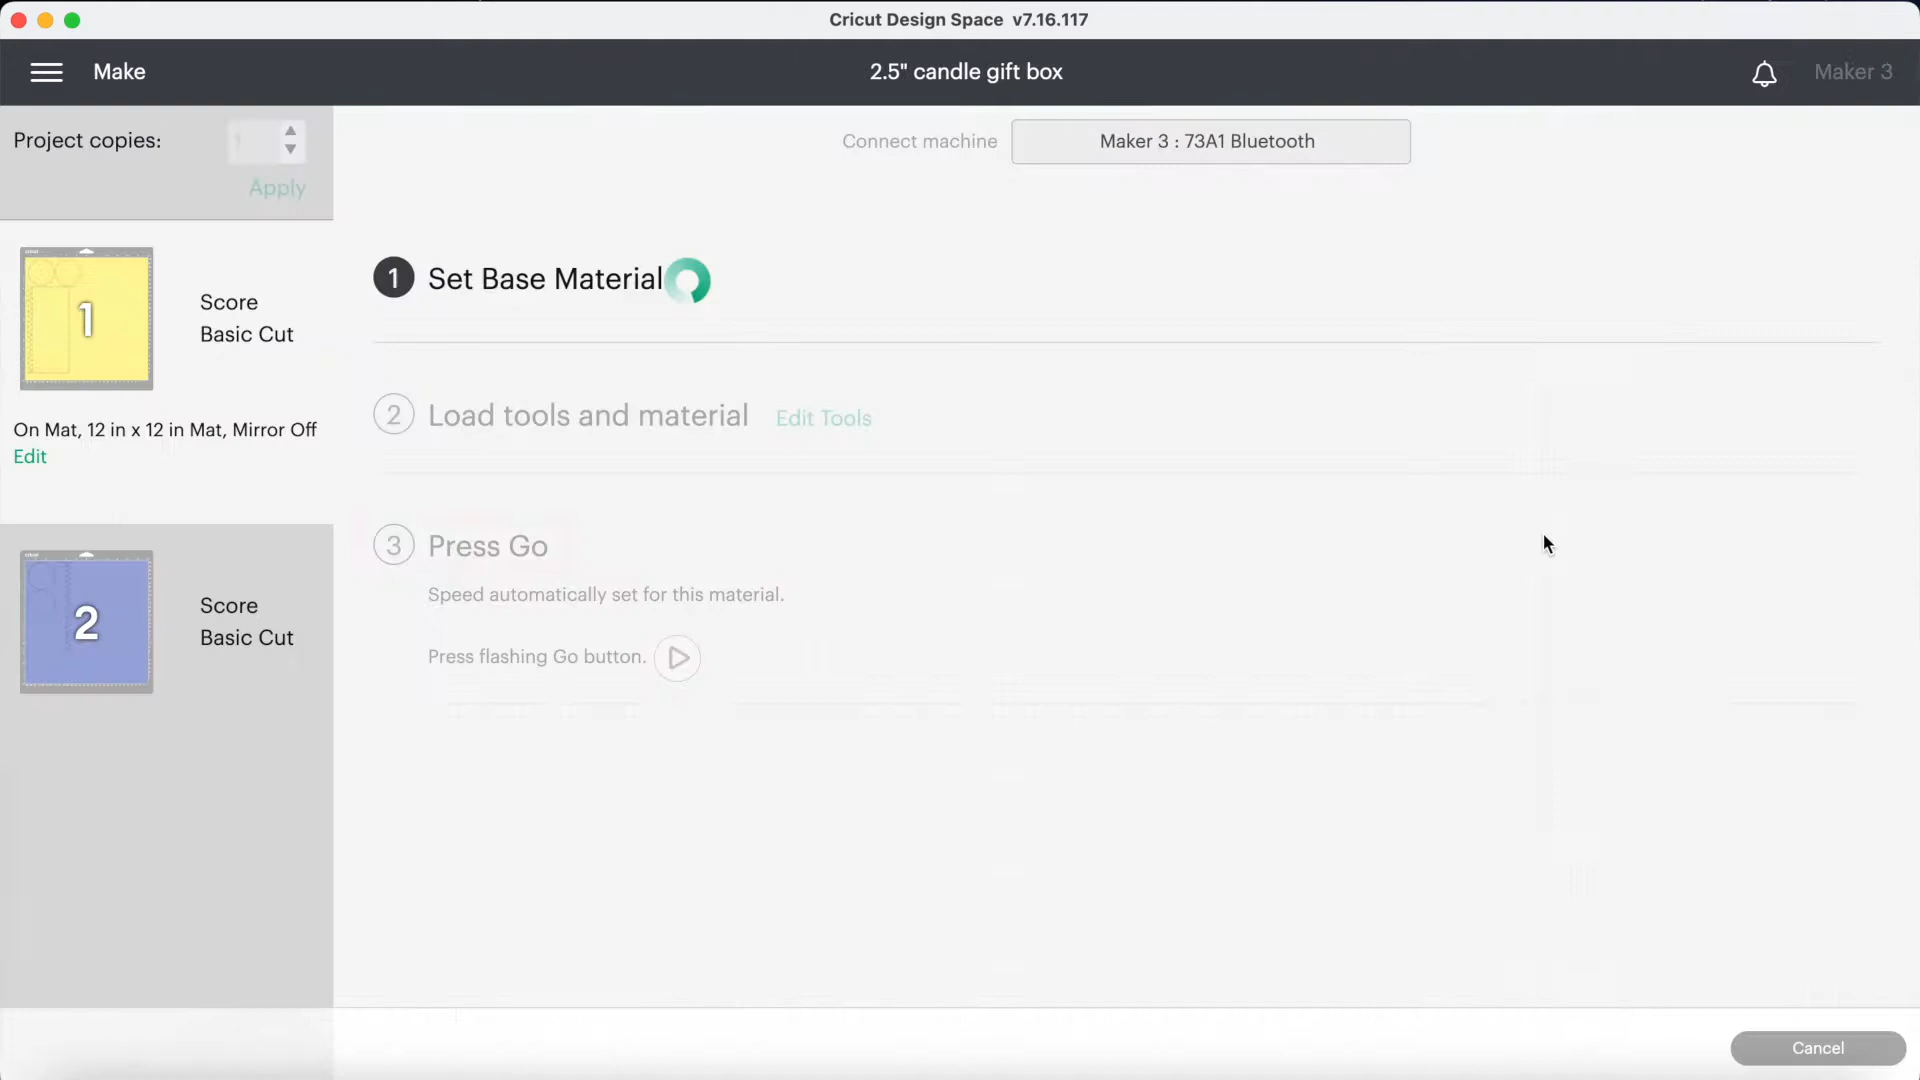 Cricut Design Space v7.16.117
Make
2.5" candle gift box
Maker 3
Project copies:
Apply
Connect machine
Maker 3 : 73A1 Bluetooth
1
Score
Basic Cut
On Mat, 12 in x 12 in Mat, Mirror Off
Edit
2
Score
Basic Cut
1 Set Base Material
2 Load tools and material Edit Tools
3 Press Go
Speed automatically set for this material.
Press flashing Go button.
Cancel